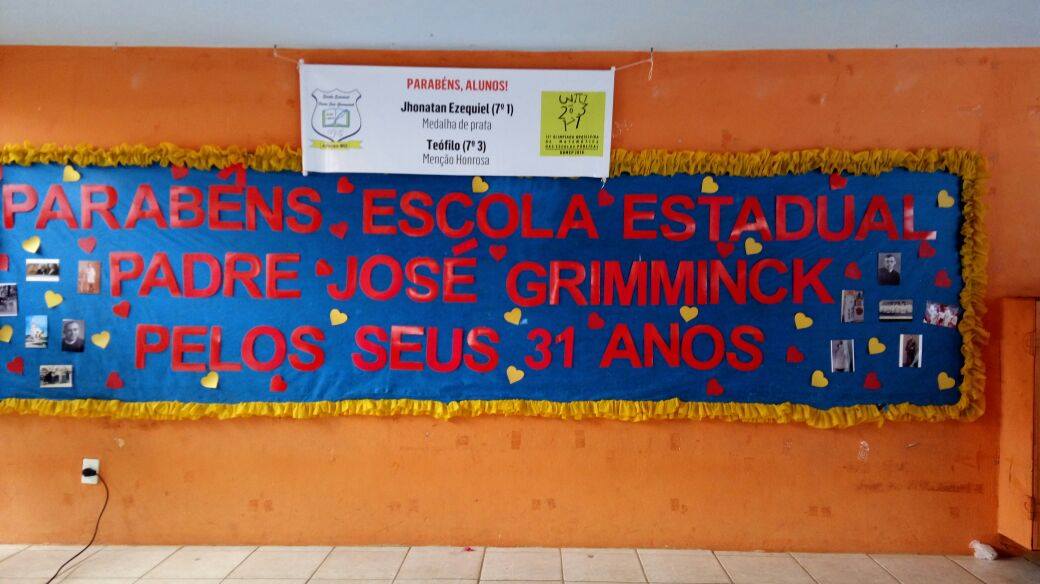 PARABÉNS, ALUNOS!
Jhonatan Ezequiel (7º 1)
Medalha de prata
Teófilo (7º 3)
Menção Honrosa
PARABÊNS ESCOLA ESTADUAL
PADRE JOSÉ GRIMMINCK
PELOS SEUS 31 ANOS